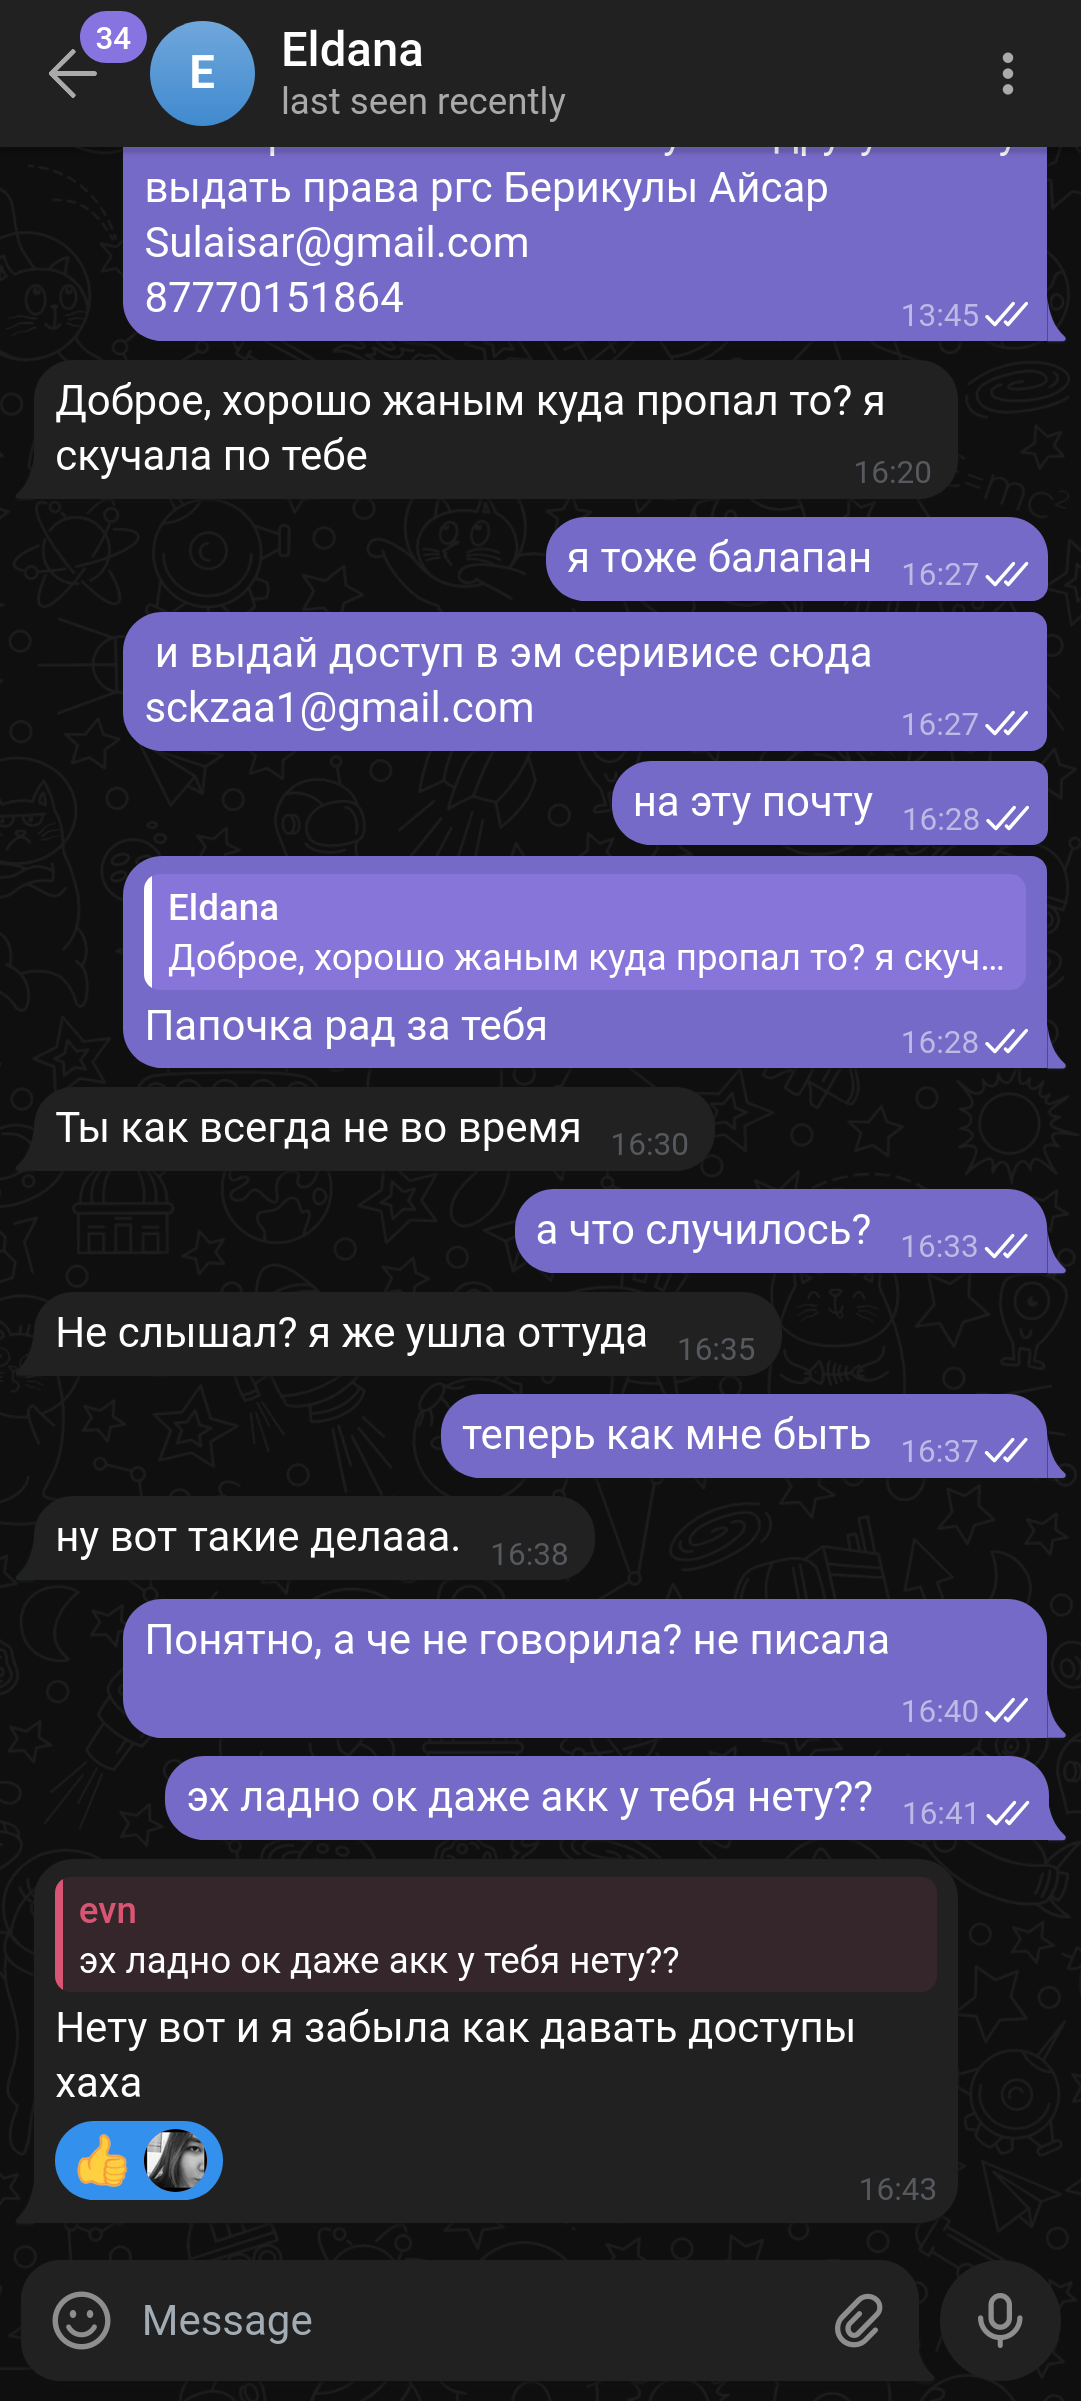 34
E
Eldana
last seen recently
выдать права ргс Берикулы Айсар
Sulaisar@gmail.com
87770151864
13:45
Доброе, хорошо жаным куда пропал то? я
скучала по тебе
16:20
я тоже балапан
16:27
и выдай доступ в эм серивисе сюда
sckzaa1@gmail.com
16:27
на эту почту
16:28
Eldana
Доброе, хорошо жаным куда пропал то? я скуч...
Папочка рад за тебя
16:28
Ты как всегда не во время
16:30
а что случилось?
16:33
Не слышал? я же ушла оттуда
16:35
теперь как мне быть
16:37
ну вот такие делааа.
16:38
Понятно, а че не говорила? не писала
16:40
эх ладно ок даже акк у тебя нету??
16:41
evn
эх ладно ок даже акк у тебя нету??
Нету вот и я забыла как давать доступы
хаха
16:43
Message